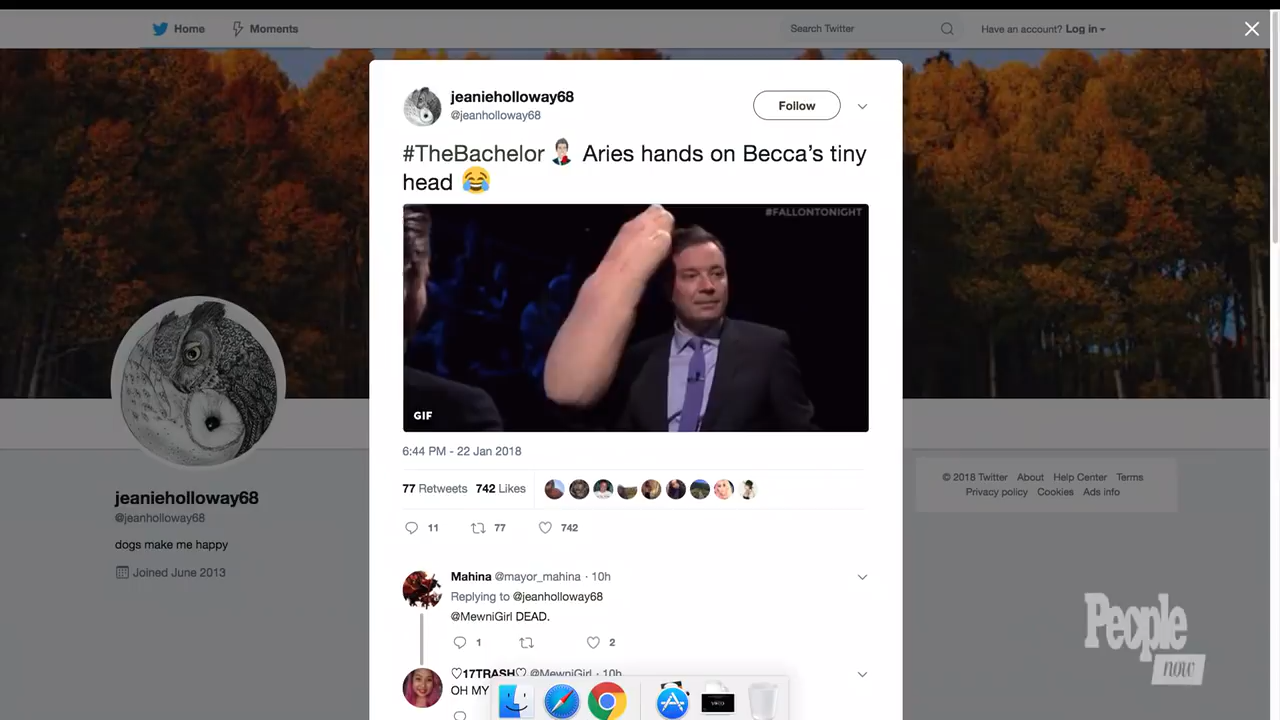 Home
Moments
Search Twitter
Have an account? Log in
jeanieholloway68
@jeanholloway68
Follow
#TheBachelor Aries hands on Becca's tiny
head
#FALLONTONIGHT
GIF
6:44 PM - 22 Jan 2018
77 Retweets 742 Likes
11 77 742
Mahina @mayor_mahina · 10h
Replying to @jeanholloway68
@MewniGirl DEAD.
1 2
♡17TRASH♡ @MewniGirl · 10h
OH MY
jeanieholloway68
@jeanholloway68
dogs make me happy
Joined June 2013
© 2018 Twitter About Help Center Terms
Privacy policy Cookies Ads info
People
now